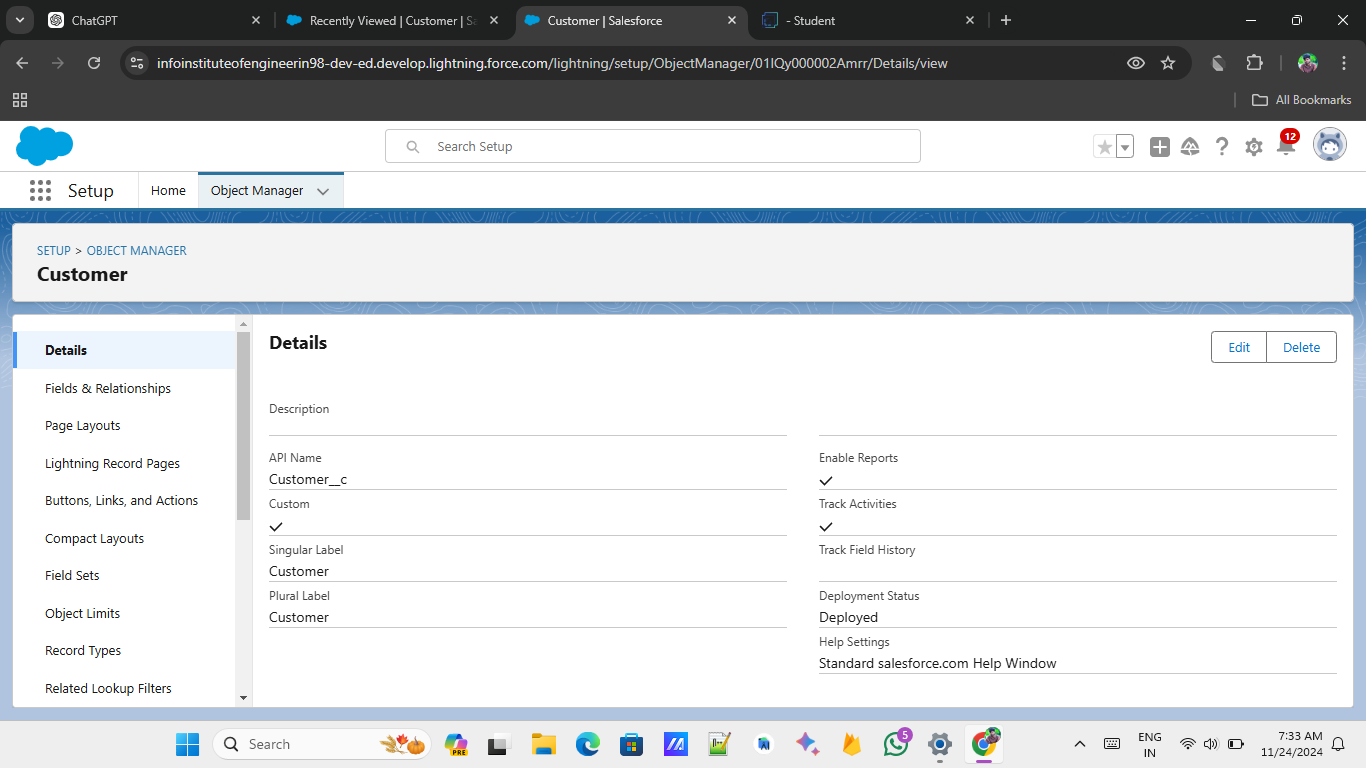 ChatGPT
Recently Viewed | Customer | Sa
Customer | Salesforce
- Student
infoinstituteofengineerin98-dev-ed.develop.lightning.force.com/lightning/setup/ObjectManager/01IQy000002Amrr/Details/view
All Bookmarks
Search Setup
12
Setup
Home
Object Manager
SETUP > OBJECT MANAGER
Customer
Details
Fields & Relationships
Page Layouts
Lightning Record Pages
Buttons, Links, and Actions
Compact Layouts
Field Sets
Object Limits
Record Types
Related Lookup Filters
Details
Edit
Delete
Description
API Name
Customer__c
Custom
Singular Label
Customer
Plural Label
Customer
Enable Reports
Track Activities
Track Field History
Deployment Status
Deployed
Help Settings
Standard salesforce.com Help Window
Search
PRE
5
ENG
IN
7:33 AM
11/24/2024